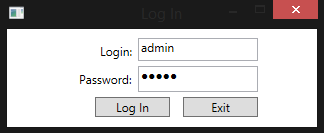 Log In
Login: admin
Password: •••••
Log In Exit